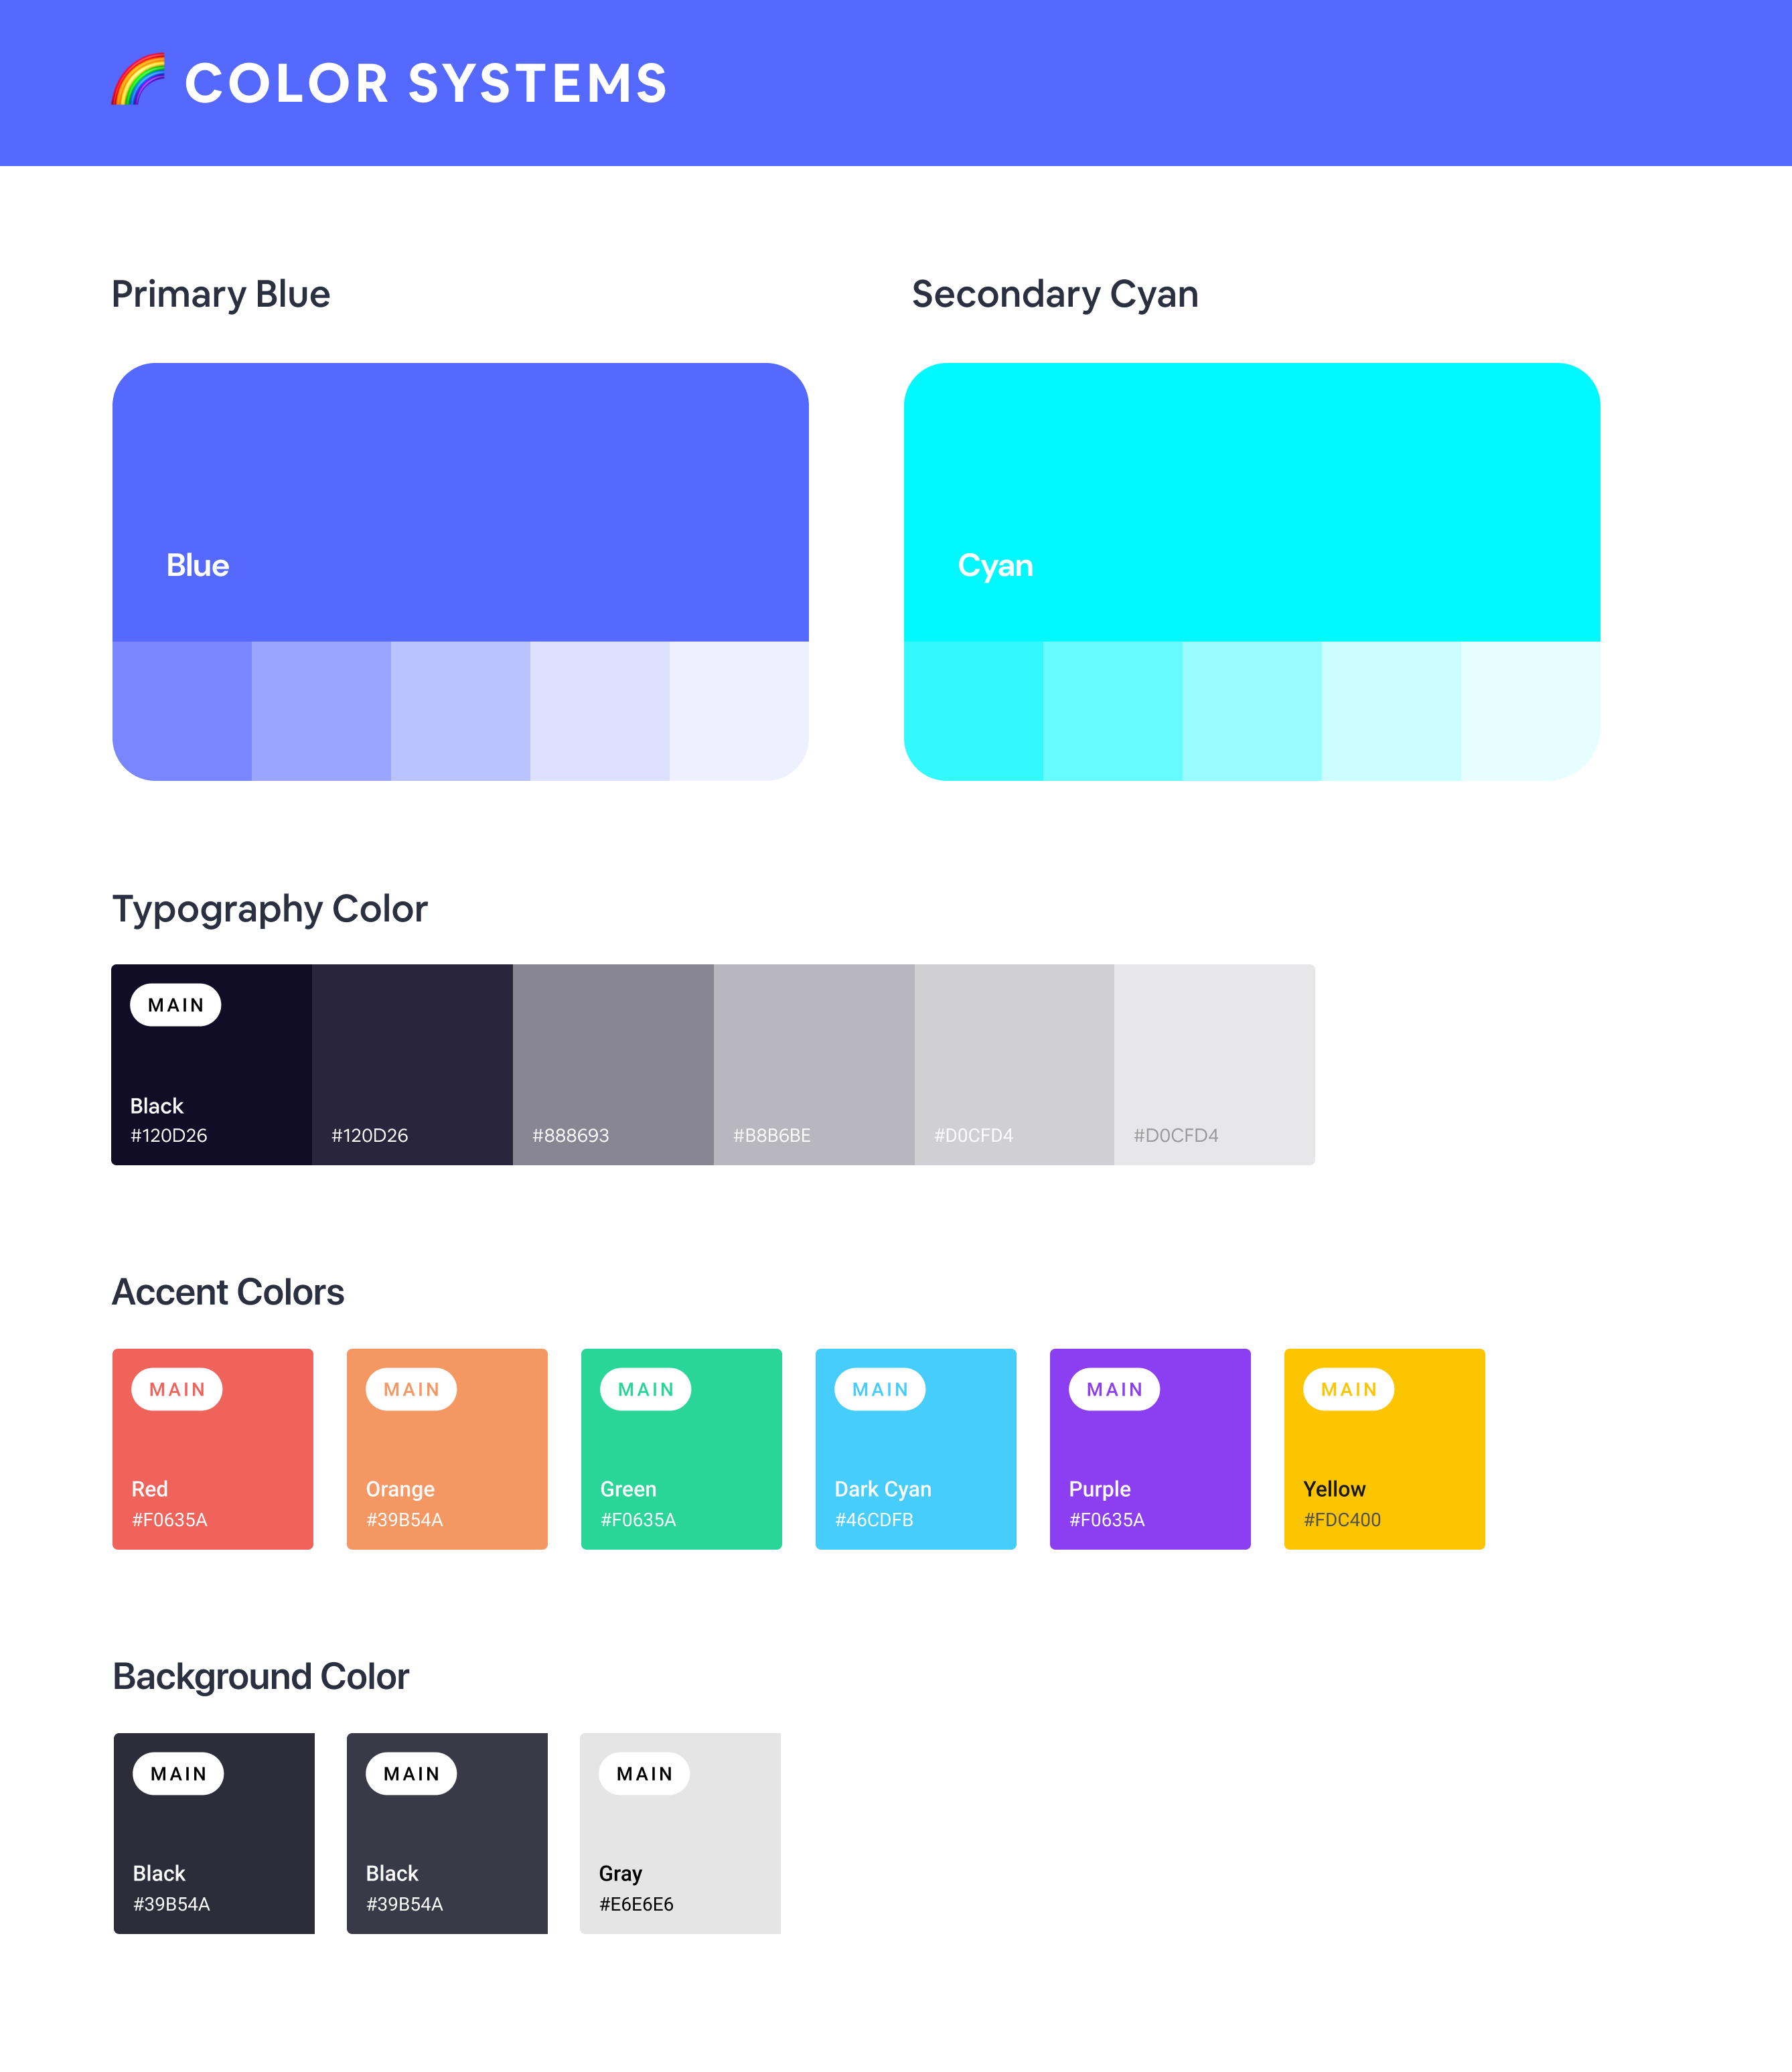 COLOR SYSTEMS
Primary Blue
Secondary Cyan
Blue
Cyan
Typography Color
MAIN
Black
#120D26
#120D26
#888693
#B8B6BE
#D0CFD4
#D0CFD4
Accent Colors
MAIN
Red
#F0635A
MAIN
Orange
#39B54A
MAIN
Green
#F0635A
MAIN
Dark Cyan
#46CDFB
MAIN
Purple
#F0635A
MAIN
Yellow
#FDC400
Background Color
MAIN
Black
#39B54A
MAIN
Black
#39B54A
MAIN
Gray
#E6E6E6